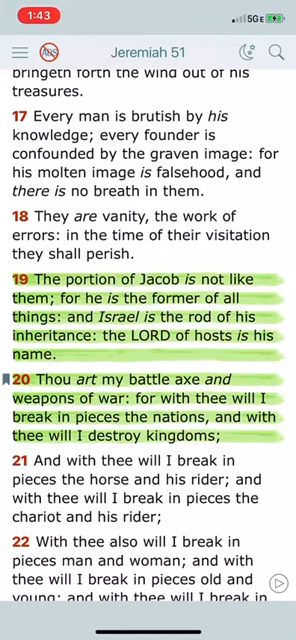 1:43
5GE
ADS
Jeremiah 51
bringeth forth the wind out of his
treasures.
17 Every man is brutish by his
knowledge; every founder is
confounded by the graven image: for
his molten image is falsehood, and
there is no breath in them.
18 They are vanity, the work of
errors: in the time of their visitation
they shall perish.
19 The portion of Jacob is not like
them; for he is the former of all
things: and Israel is the rod of his
inheritance: the LORD of hosts is his
name.
20 Thou art my battle axe and
weapons of war: for with thee will I
break in pieces the nations, and with
thee will I destroy kingdoms;
21 And with thee will I break in
pieces the horse and his rider; and
with thee will I break in pieces the
chariot and his rider;
22 With thee also will I break in
pieces man and woman; and with
thee will I break in pieces old and
young; and with thee will I break in